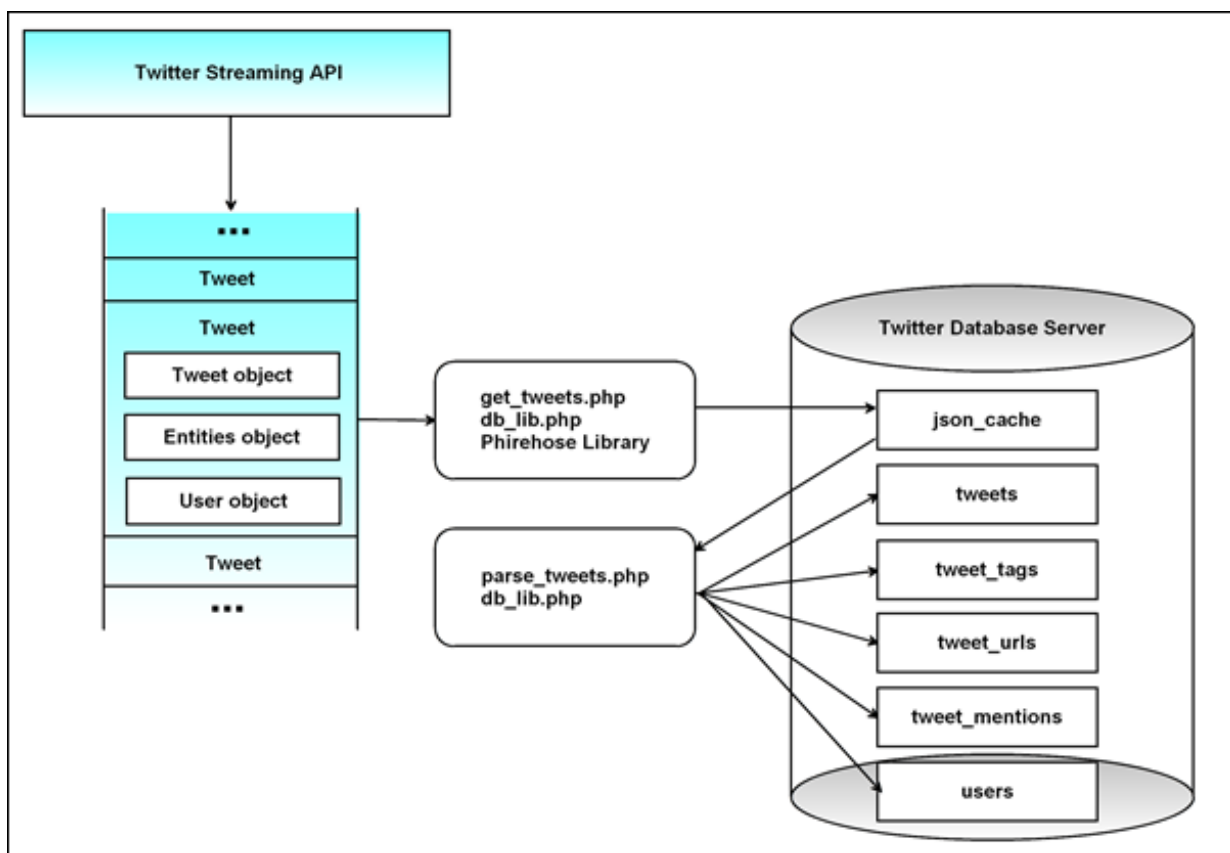 Twitter Streaming API
...
Tweet
Tweet
Tweet object
Entities object
User object
Tweet
...
get_tweets.php
db_lib.php
Phirehose Library
parse_tweets.php
db_lib.php
Twitter Database Server
json_cache
tweets
tweet_tags
tweet_urls
tweet_mentions
users